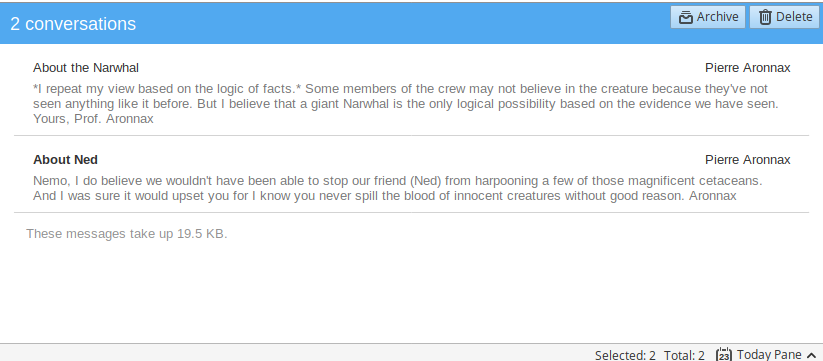 2 conversations
Archive
Delete
About the Narwhal
Pierre Aronnax
*I repeat my view based on the logic of facts.* Some members of the crew may not believe in the creature because they've not
seen anything like it before. But I believe that a giant Narwhal is the only logical possibility based on the evidence we have seen.
Yours, Prof. Aronnax
About Ned
Pierre Aronnax
Nemo, I do believe we wouldn't have been able to stop our friend (Ned) from harpooning a few of those magnificent cetaceans.
And I was sure it would upset you for I know you never spill the blood of innocent creatures without good reason. Aronnax
These messages take up 19.5 KB.
Selected: 2 Total: 2 23 Today Pane